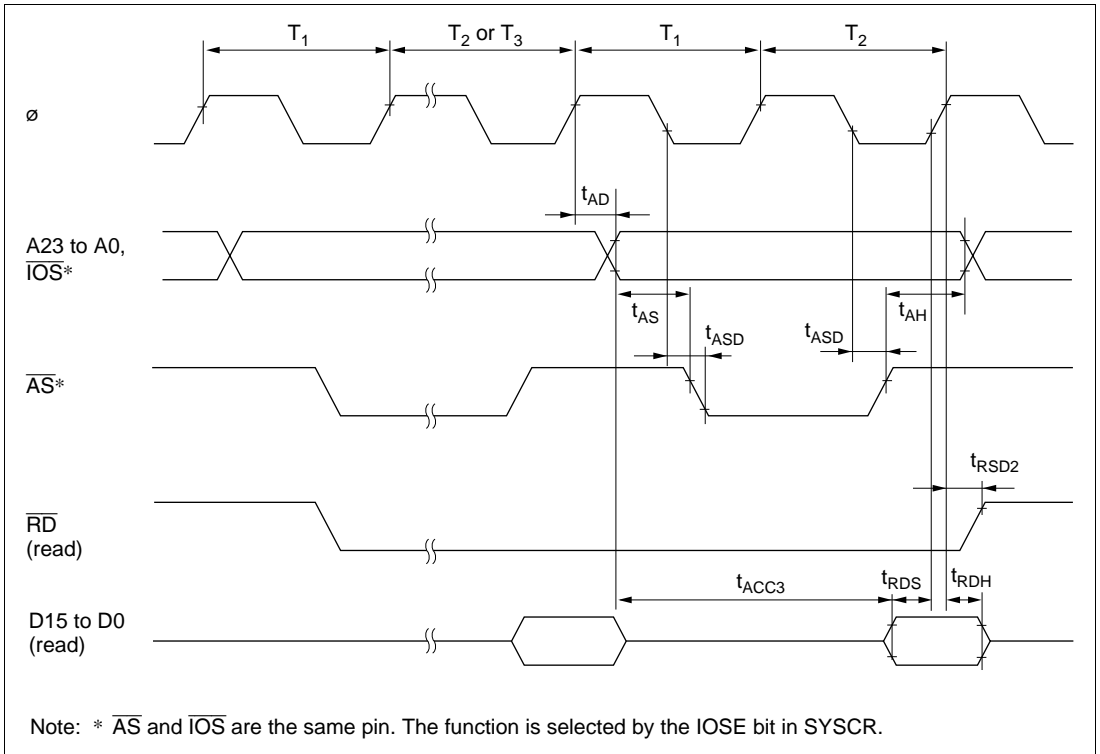 T1 T2 or T3 T1 T2
ø
tAD
A23 to A0,
IOS*
tAS tASD tASD tAH
AS*
tRSD2
RD
(read)
tACC3 tRDS tRDH
D15 to D0
(read)
Note: * AS and IOS are the same pin. The function is selected by the IOSE bit in SYSCR.